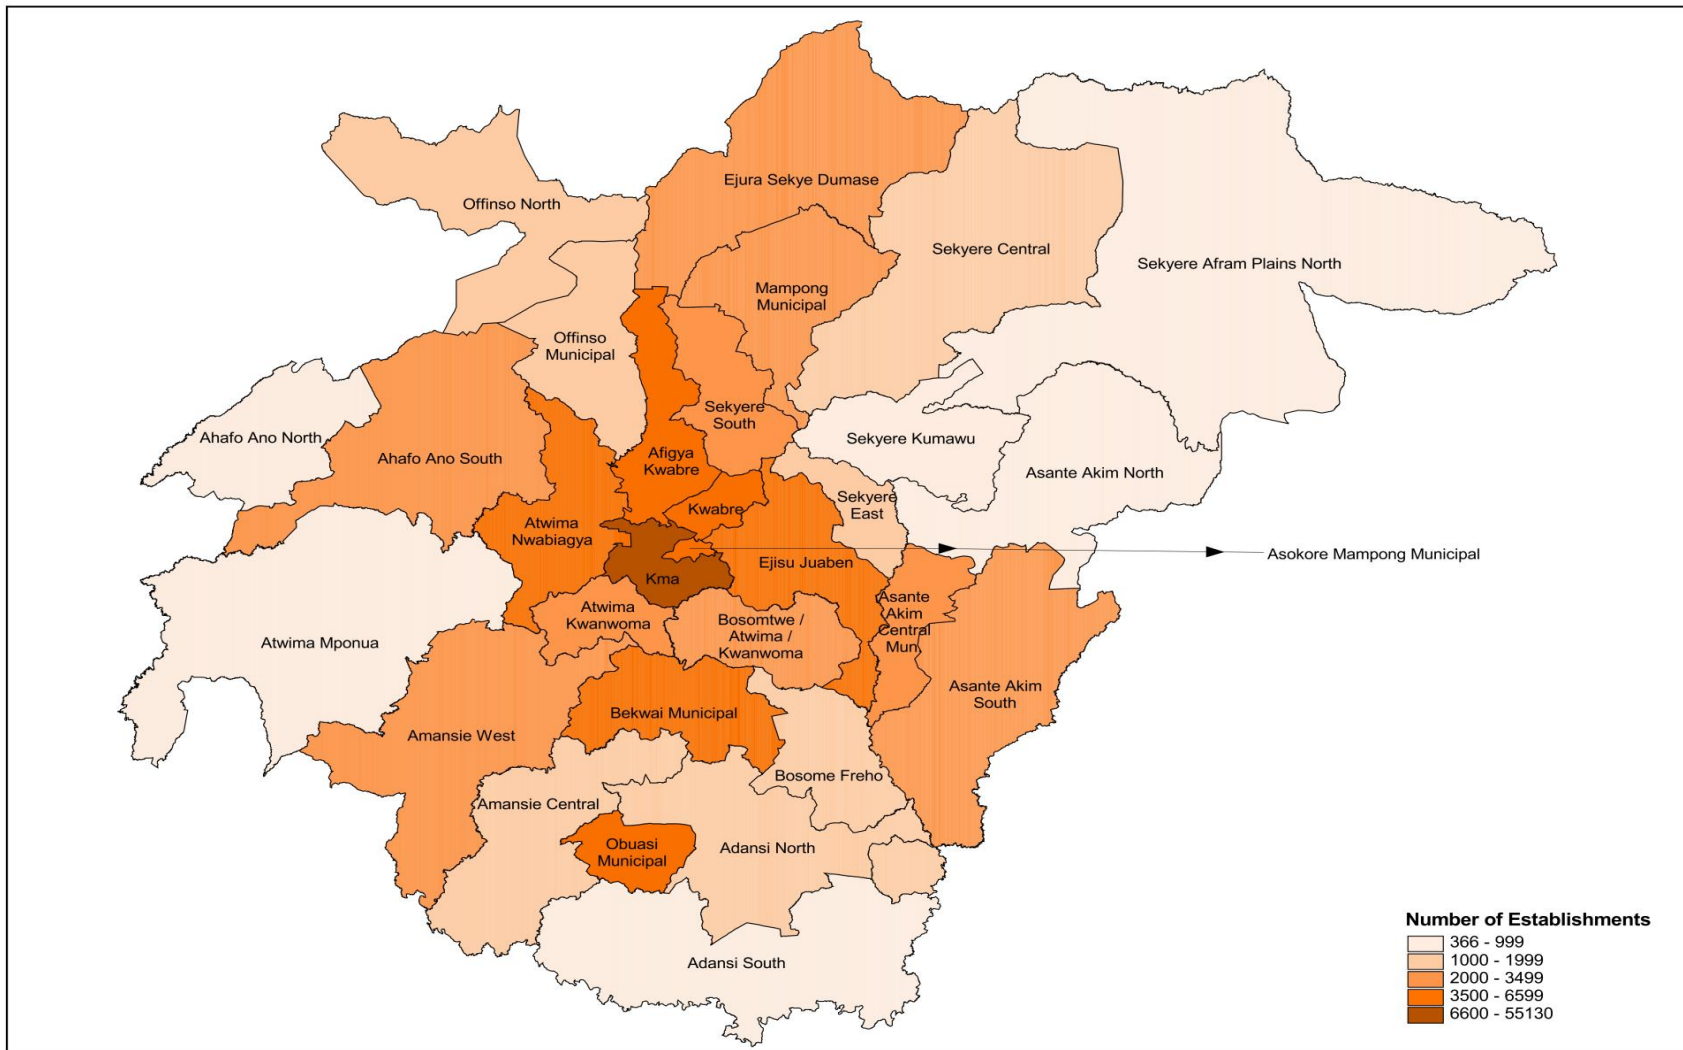 Ejura Sekye Dumase
Offinso North
Sekyere Central
Sekyere Afram Plains North
Mampong
Municipal
Offinso
Municipal
Sekyere
South
Ahafo Ano North
Sekyere Kumawu
Ahafo Ano South
Afigya
Kwabre
Asante Akim North
Kwabre
Sekyere
East
Atwima
Nwabiagya
Asokore Mampong Municipal
Ejisu Juaben
Kma
Atwima
Kwanwoma
Bosomtwe /
Atwima /
Kwanwoma
Asante
Akim
Central
Mun
Atwima Mponua
Asante Akim
South
Bekwai Municipal
Amansie West
Bosome Freho
Amansie Central
Obuasi
Municipal
Adansi North
Adansi South
Number of Establishments
366 - 999
1000 - 1999
2000 - 3499
3500 - 6599
6600 - 55130